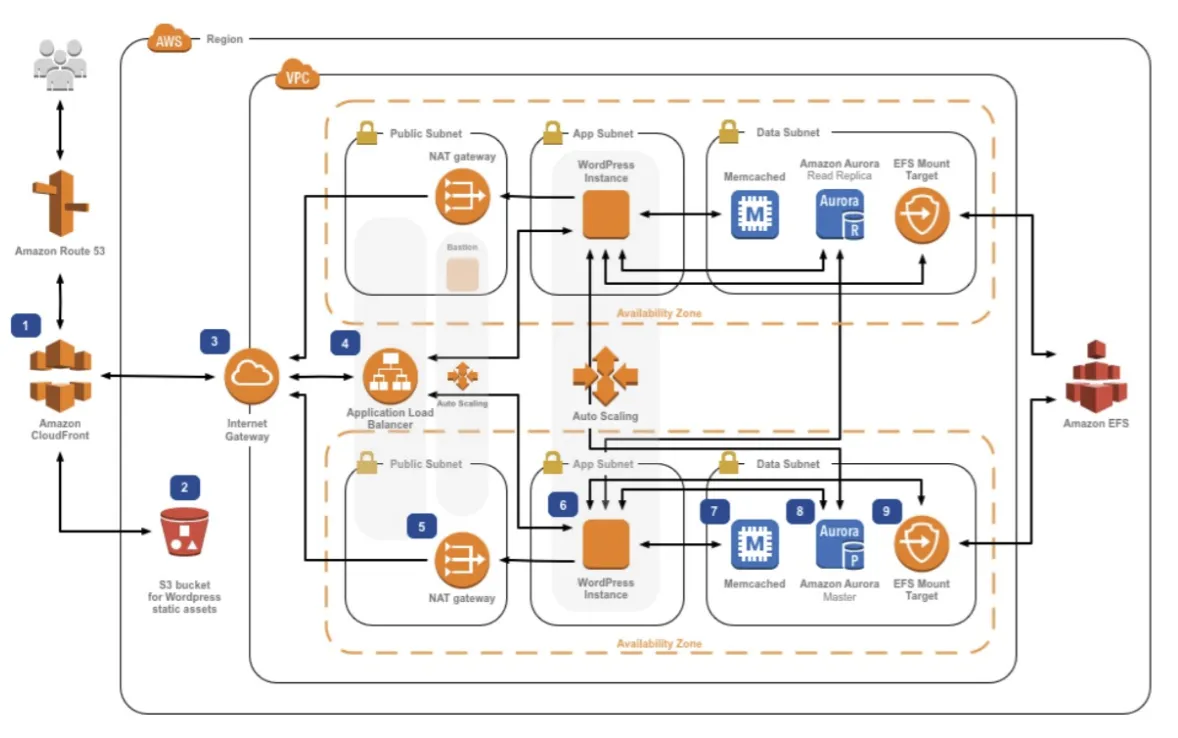 AWS
Region
VPC
Public Subnet
App Subnet
Data Subnet
NAT gateway
WordPress
Instance
Memcached
Amazon Aurora
Read Replica
EFS Mount
Target
Aurora
R
M
Bastion
Amazon Route 53
Availability Zone
1
3
4
Amazon
CloudFront
Internet
Gateway
Application Load
Balancer
Auto Scaling
Auto Scaling
Amazon EFS
Availability Zone
Public Subnet
App Subnet
Data Subnet
2
S3 bucket
for Wordpress
static assets
5
NAT gateway
6
WordPress
Instance
7
M
Memcached
8
Aurora
P
Amazon Aurora
Master
9
EFS Mount
Target
Availability Zone